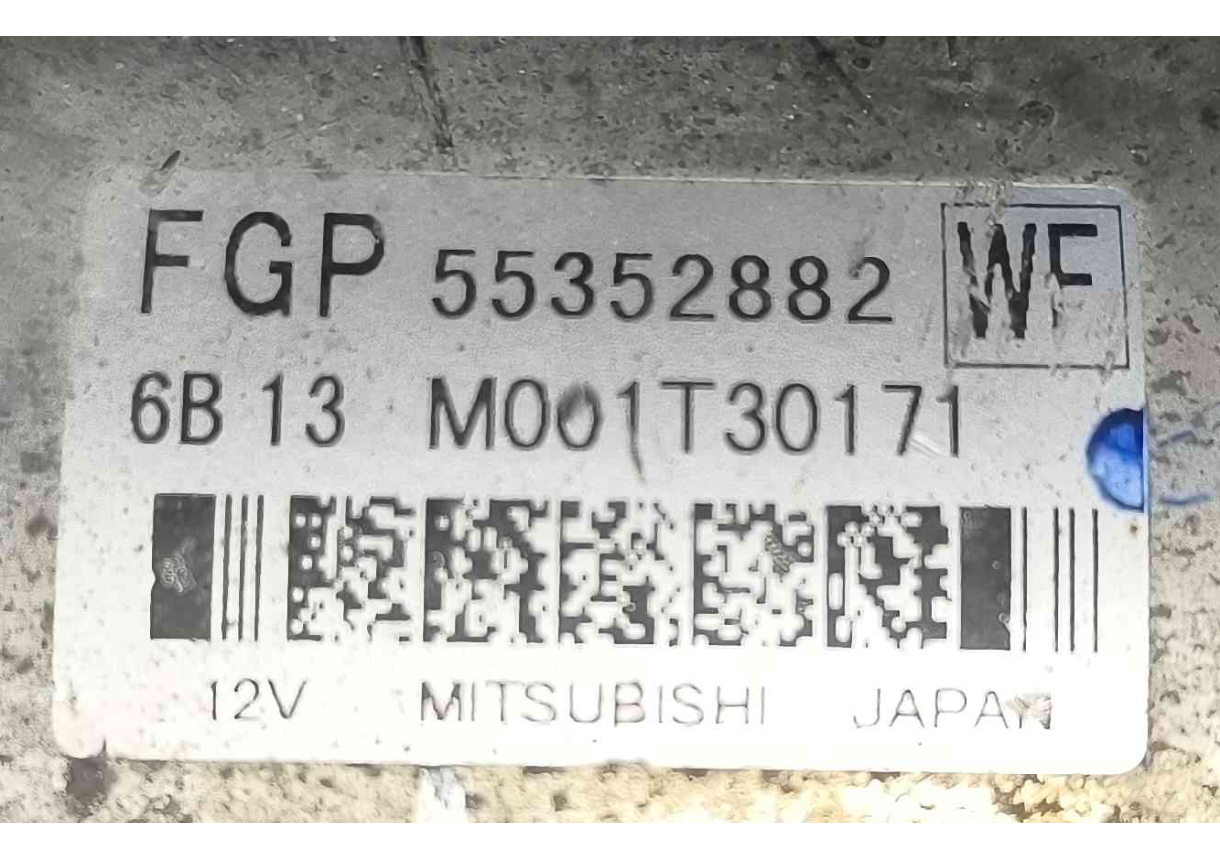 FGP 55352882 WF
6B 13 M001T30171
12V MITSUBISHI JAPAN